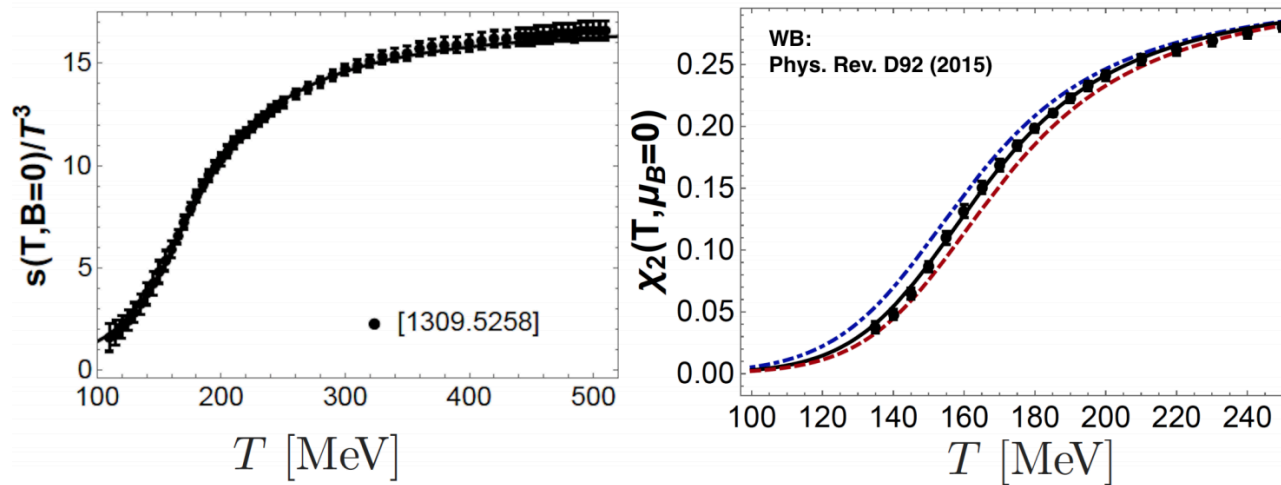 s(T,B=0)/T³
15
10
5
0
[1309.5258]
100 200 300 400 500
T [MeV]
WB:
Phys. Rev. D92 (2015)
χ₂(T,μ_B=0)
0.25
0.20
0.15
0.10
0.05
0.00
100 120 140 160 180 200 220 240
T [MeV]